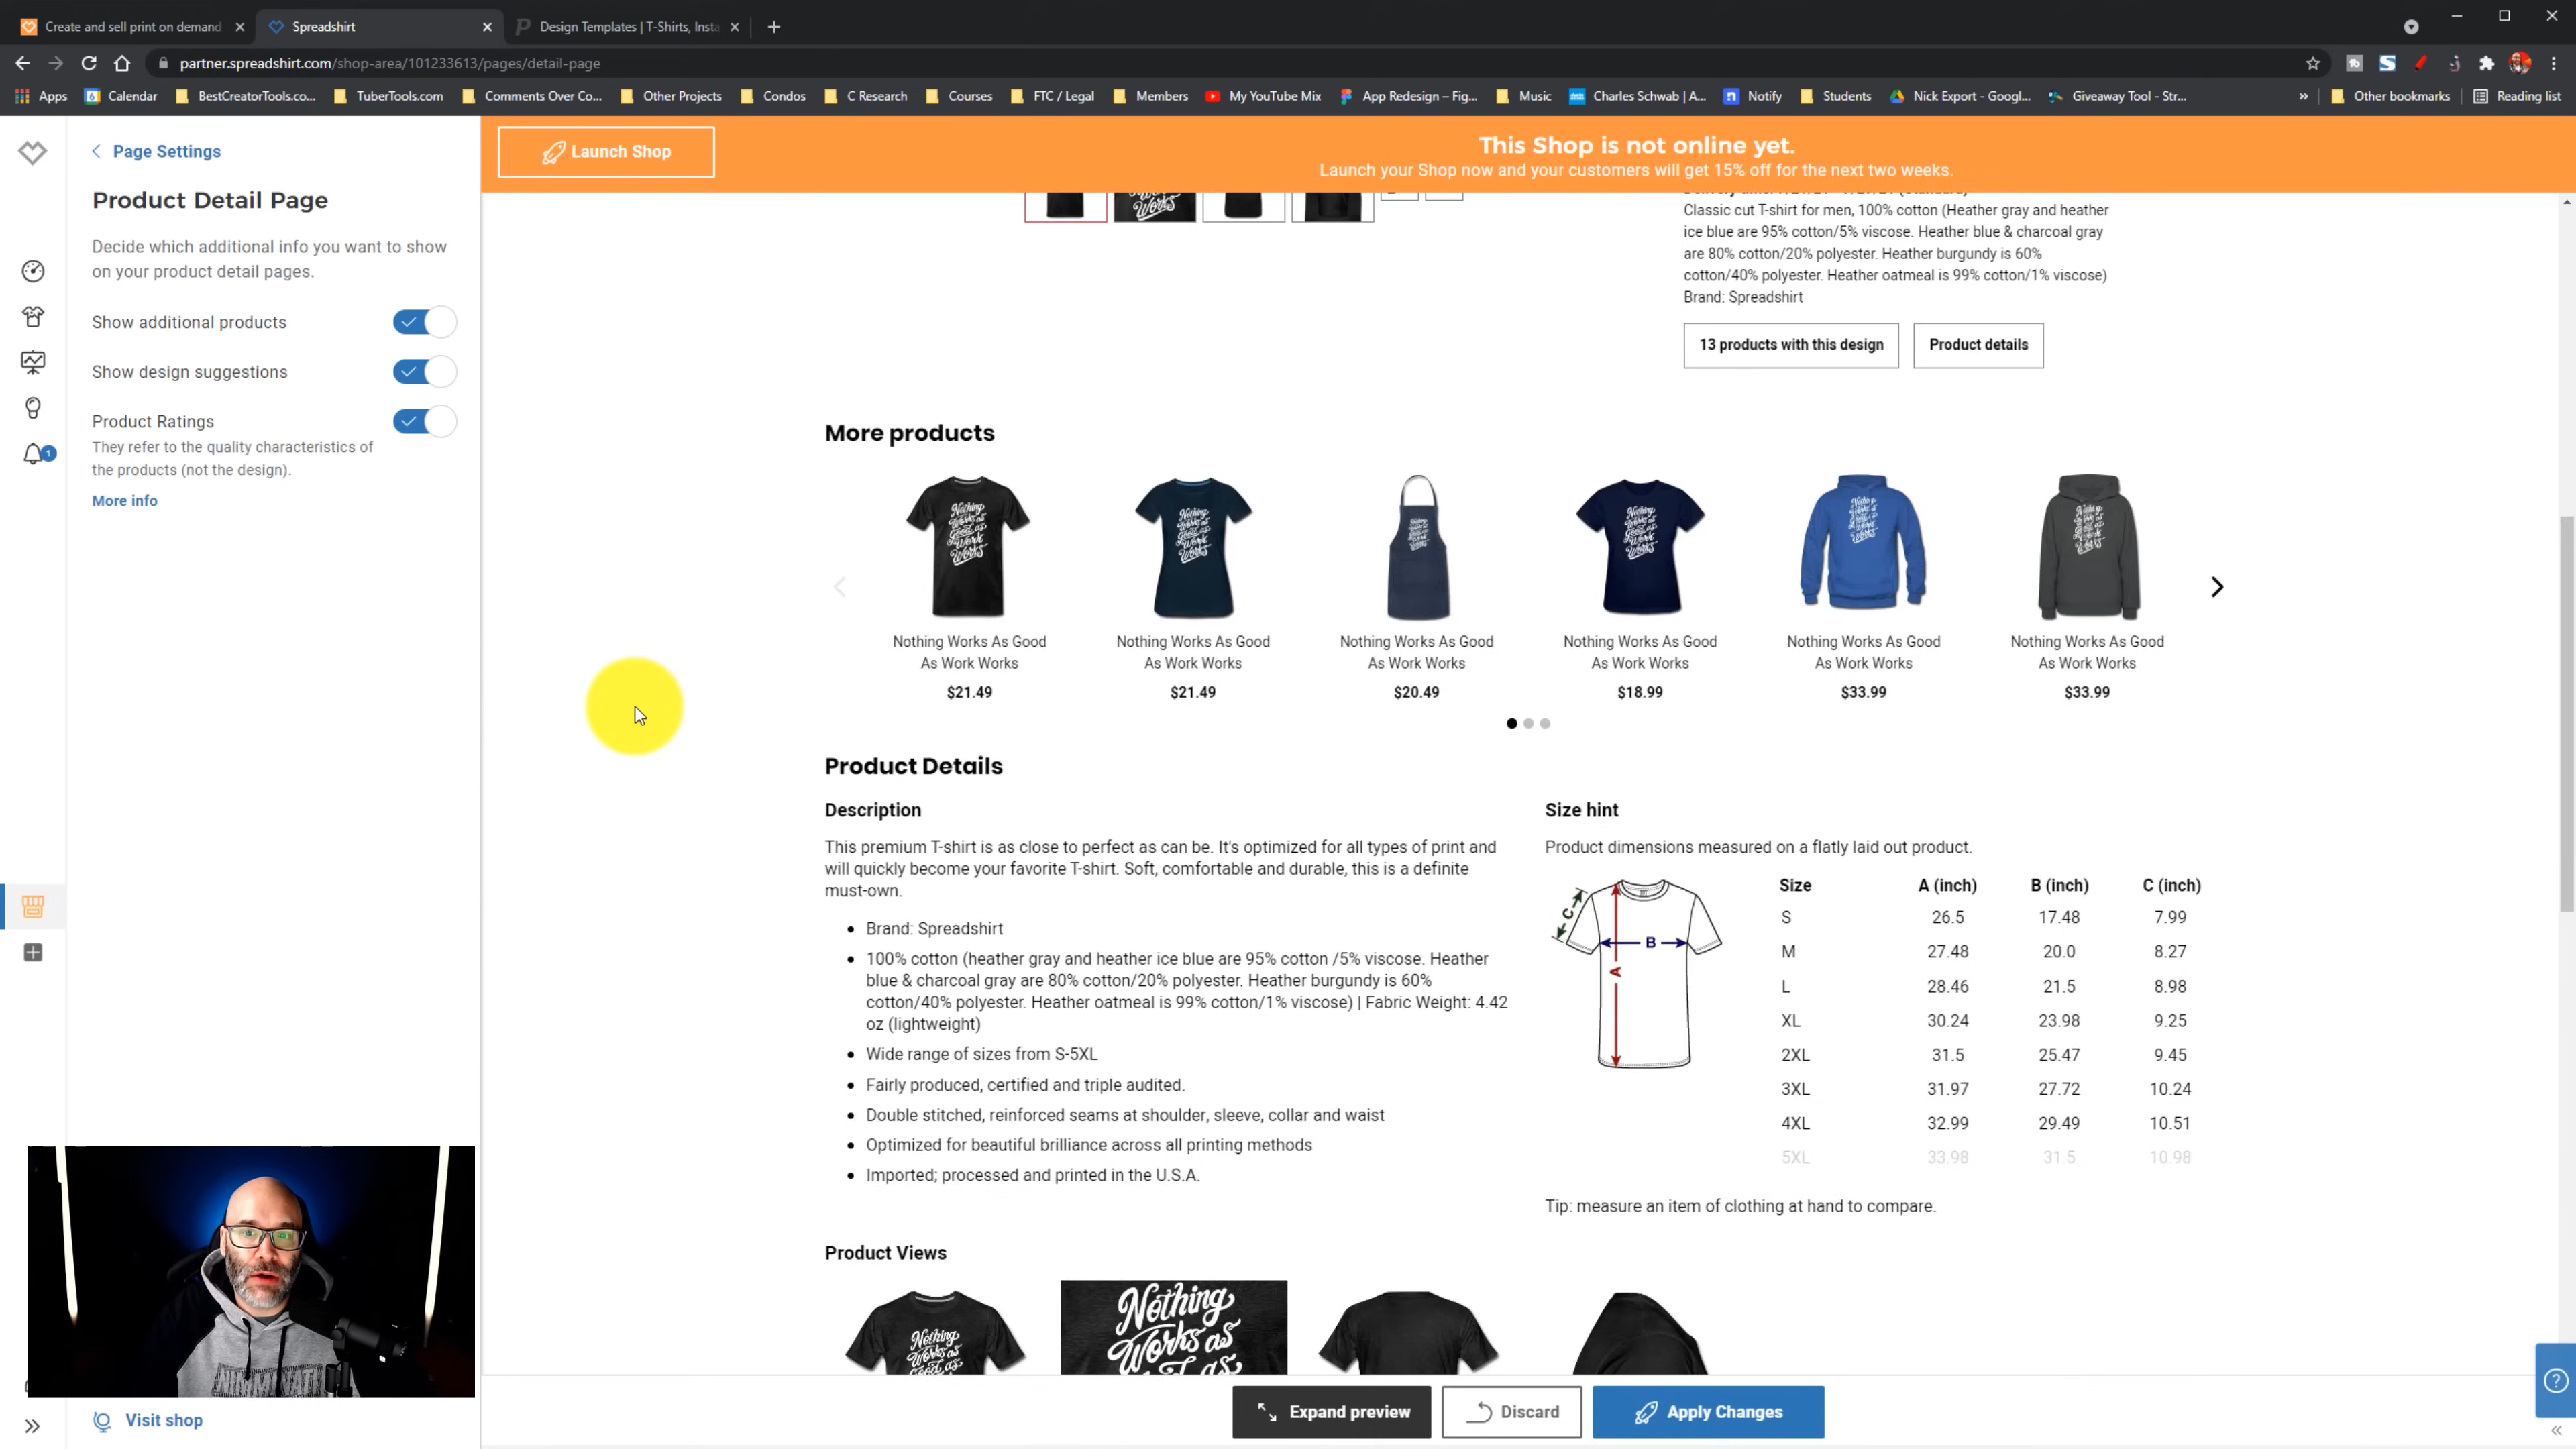 Create and sell print on demand
Spreadshirt
Design Templates | T-Shirts, Insta
partner.spreadshirt.com/shop-area/101233613/pages/detail-page
Apps
Calendar
BestCreatorTools.co...
TuberTools.com
Comments Over Co...
Other Projects
Condos
C Research
Courses
FTC / Legal
Members
My YouTube Mix
App Redesign – Fig...
Music
Charles Schwab | A...
Notify
Students
Nick Export - Googl...
Giveaway Tool - Str...
Other bookmarks
Reading list
Page Settings
Product Detail Page
Decide which additional info you want to show
on your product detail pages.
Show additional products
Show design suggestions
Product Ratings
They refer to the quality characteristics of
the products (not the design).
More info
1
Visit shop
Launch Shop
This Shop is not online yet.
Launch your Shop now and your customers will get 15% off for the next two weeks.
Classic cut T-shirt for men, 100% cotton (Heather gray and heather
ice blue are 95% cotton/5% viscose. Heather blue & charcoal gray
are 80% cotton/20% polyester. Heather burgundy is 60%
cotton/40% polyester. Heather oatmeal is 99% cotton/1% viscose)
Brand: Spreadshirt
13 products with this design
Product details
More products
Nothing Works As Good
As Work Works
$21.49
Nothing Works As Good
As Work Works
$21.49
Nothing Works As Good
As Work Works
$20.49
Nothing Works As Good
As Work Works
$18.99
Nothing Works As Good
As Work Works
$33.99
Nothing Works As Good
As Work Works
$33.99
Product Details
Description
This premium T-shirt is as close to perfect as can be. It's optimized for all types of print and
will quickly become your favorite T-shirt. Soft, comfortable and durable, this is a definite
must-own.
Brand: Spreadshirt
100% cotton (heather gray and heather ice blue are 95% cotton /5% viscose. Heather
blue & charcoal gray are 80% cotton/20% polyester. Heather burgundy is 60%
cotton/40% polyester. Heather oatmeal is 99% cotton/1% viscose) | Fabric Weight: 4.42
oz (lightweight)
Wide range of sizes from S-5XL
Fairly produced, certified and triple audited.
Double stitched, reinforced seams at shoulder, sleeve, collar and waist
Optimized for beautiful brilliance across all printing methods
Imported; processed and printed in the U.S.A.
Size hint
Product dimensions measured on a flatly laid out product.
A
B
C
Size A (inch) B (inch) C (inch)
S 26.5 17.48 7.99
M 27.48 20.0 8.27
L 28.46 21.5 8.98
XL 30.24 23.98 9.25
2XL 31.5 25.47 9.45
3XL 31.97 27.72 10.24
4XL 32.99 29.49 10.51
5XL 33.98 31.5 10.98
Tip: measure an item of clothing at hand to compare.
Product Views
Nothing
Works as
Good as
Nothing
Works as
Expand preview
Discard
Apply Changes